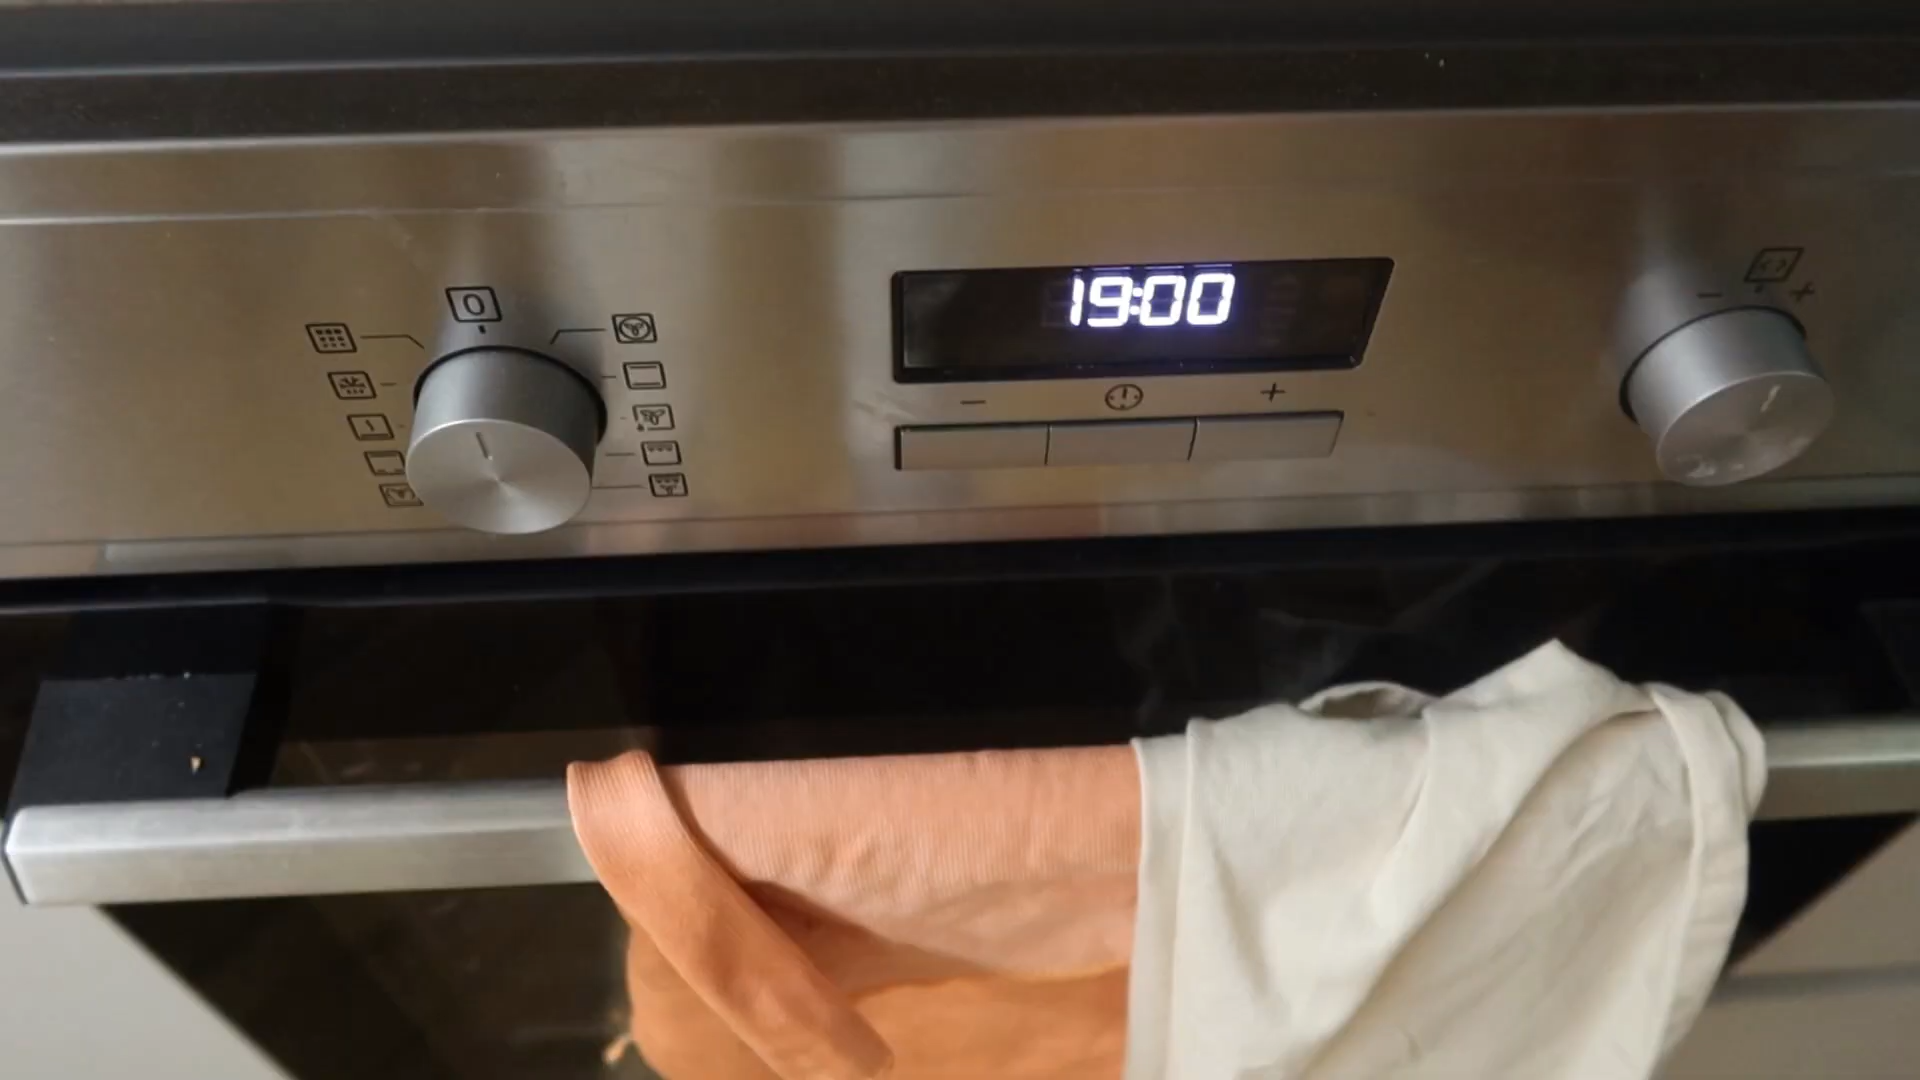 0
19:00
- +
- +